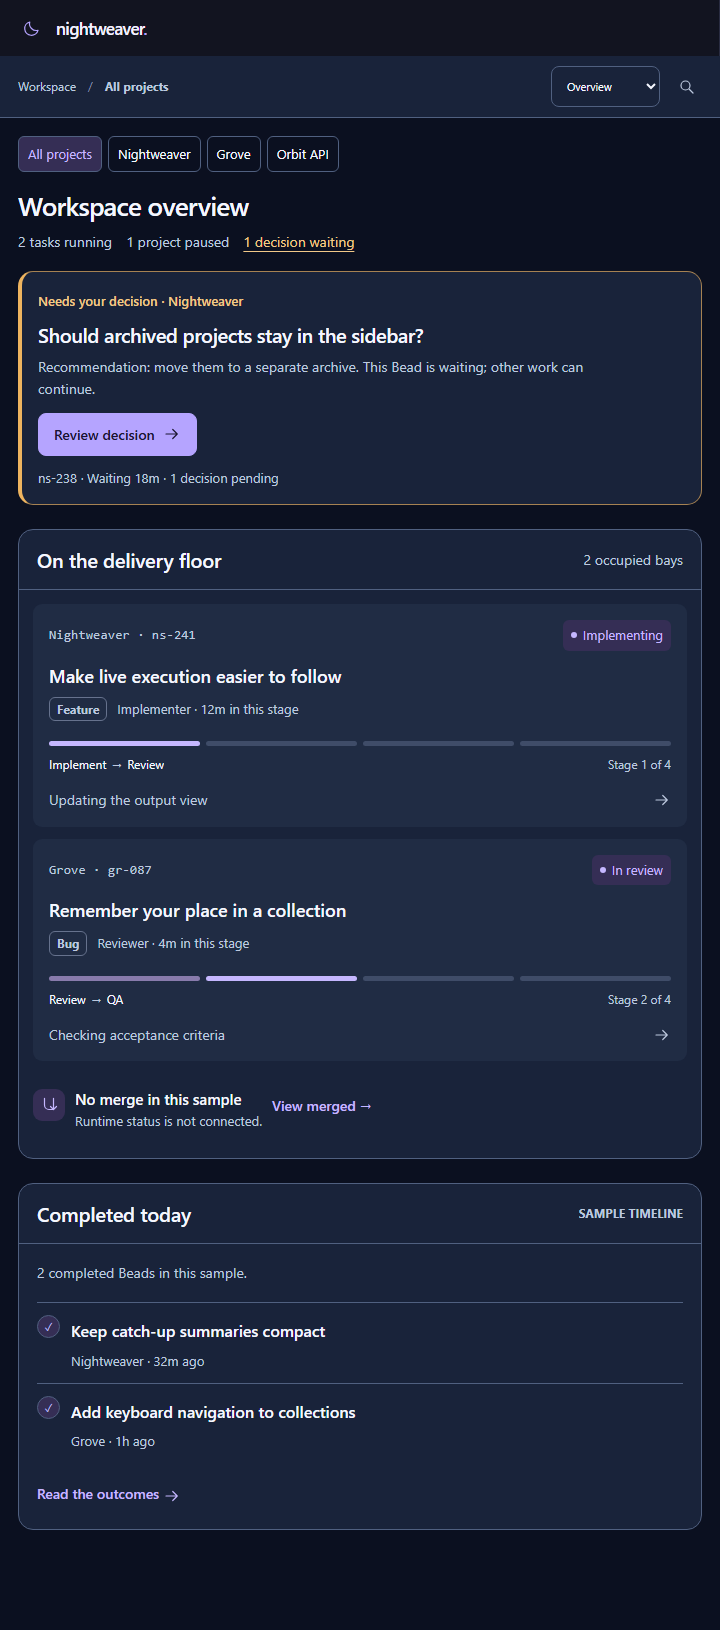 nightweaver.
Workspace / All projects
Overview
All projects
Nightweaver
Grove
Orbit API
Workspace overview
2 tasks running 1 project paused 1 decision waiting
Needs your decision · Nightweaver
Should archived projects stay in the sidebar?
Recommendation: move them to a separate archive. This Bead is waiting; other work can
continue.
Review decision →
ns-238 · Waiting 18m · 1 decision pending
On the delivery floor
2 occupied bays
Nightweaver · ns-241
Implementing
Make live execution easier to follow
Feature Implementer · 12m in this stage
Implement → Review
Stage 1 of 4
Updating the output view →
Grove · gr-087
In review
Remember your place in a collection
Bug Reviewer · 4m in this stage
Review → QA
Stage 2 of 4
Checking acceptance criteria →
No merge in this sample
Runtime status is not connected.
View merged →
Completed today
SAMPLE TIMELINE
2 completed Beads in this sample.
✓ Keep catch-up summaries compact
Nightweaver · 32m ago
✓ Add keyboard navigation to collections
Grove · 1h ago
Read the outcomes →